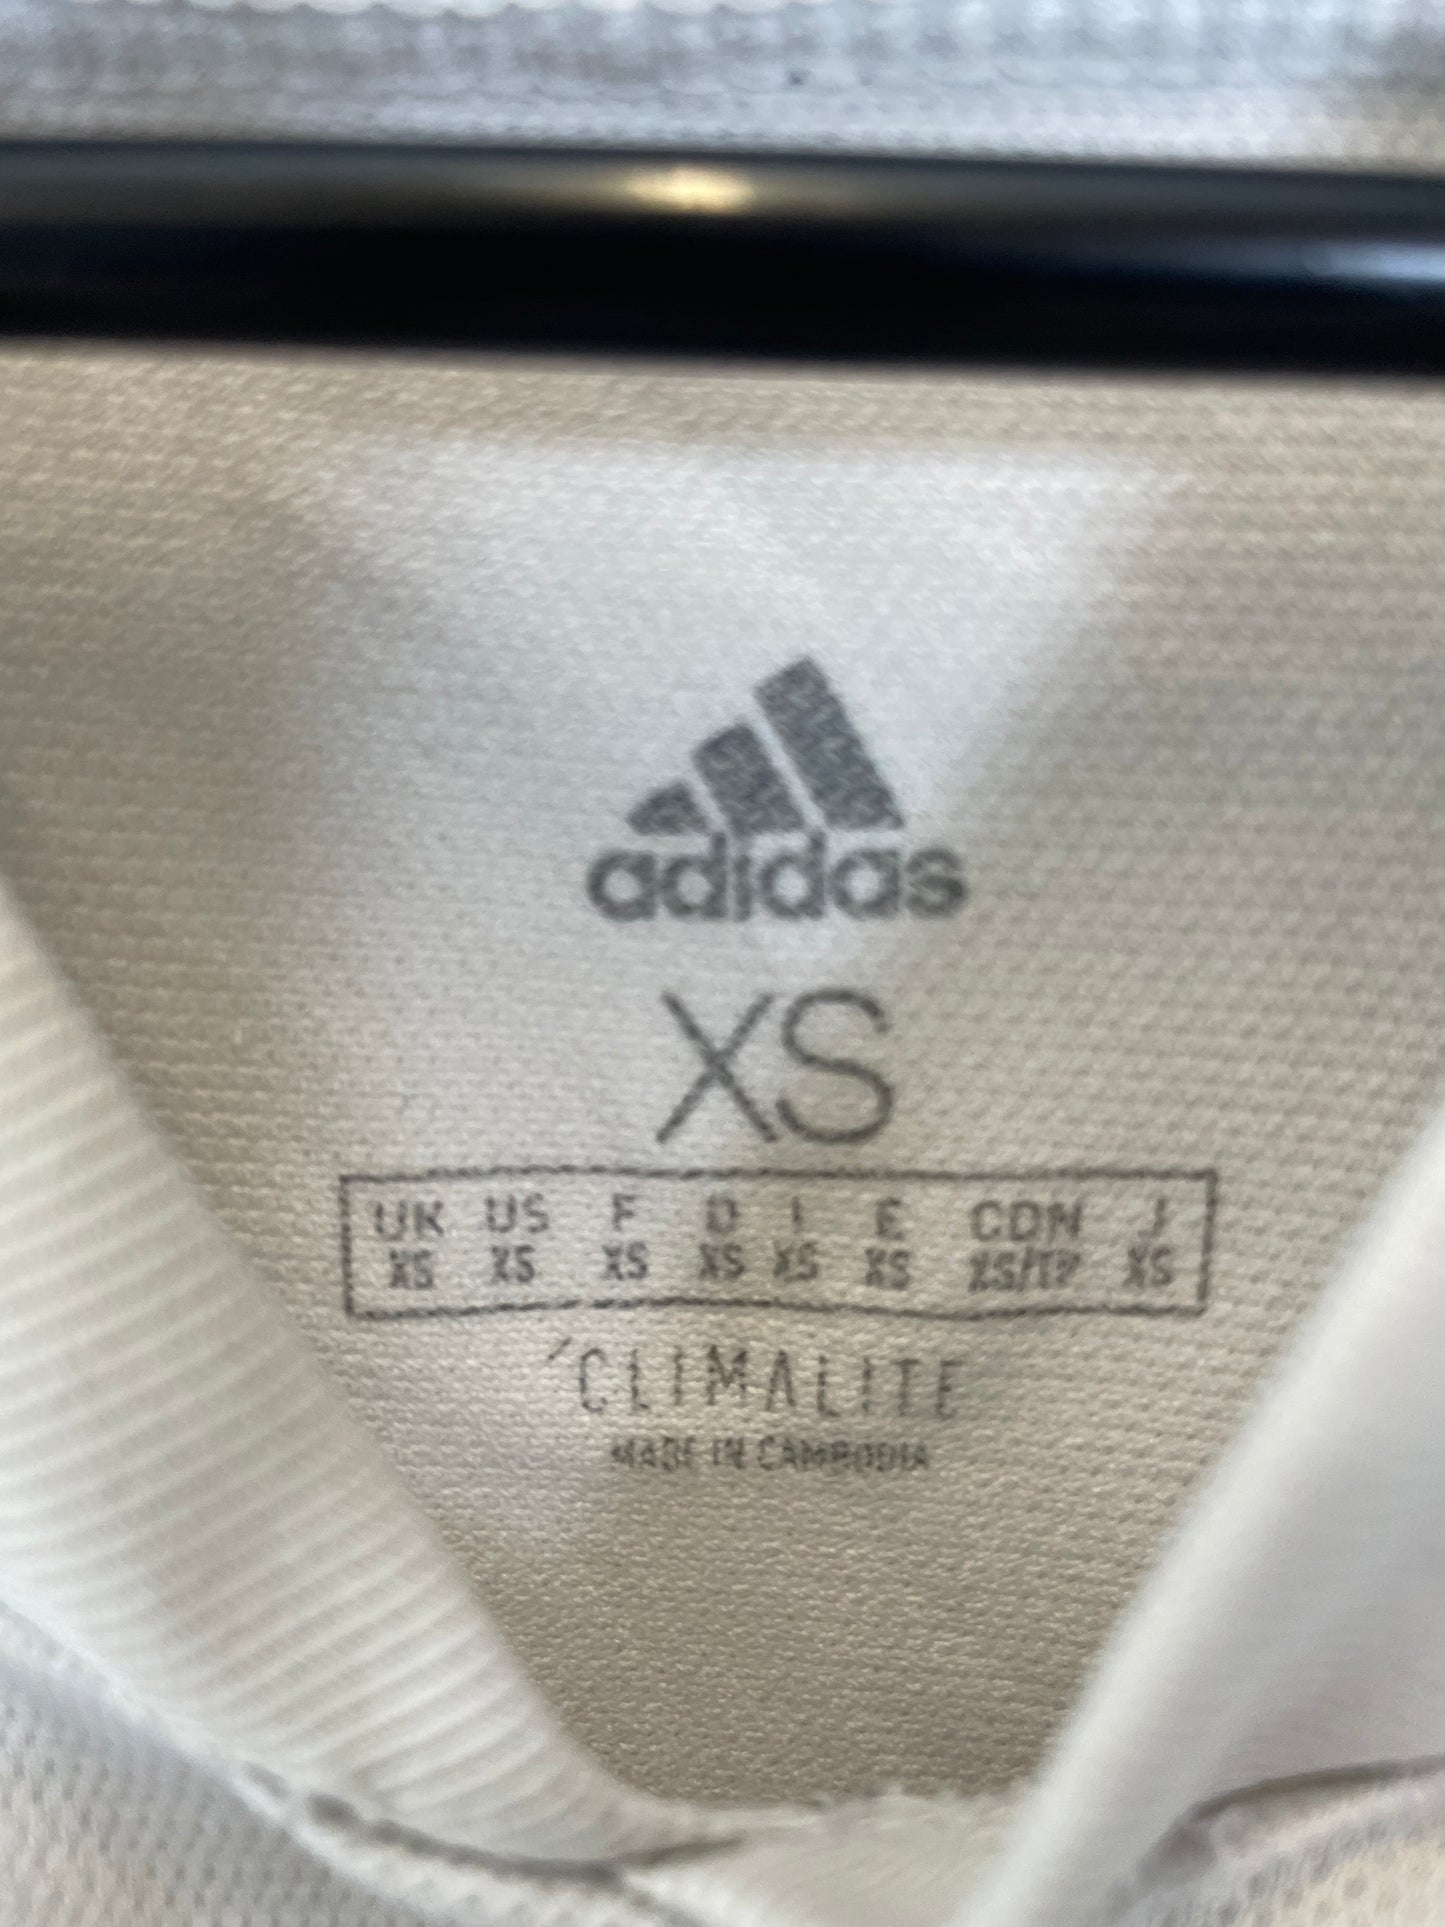 adidas
XS
UK US F D I E CDN J
XS XS XS XS XS XS XS/TP XS
CLIMALITE
MADE IN CAMBODIA